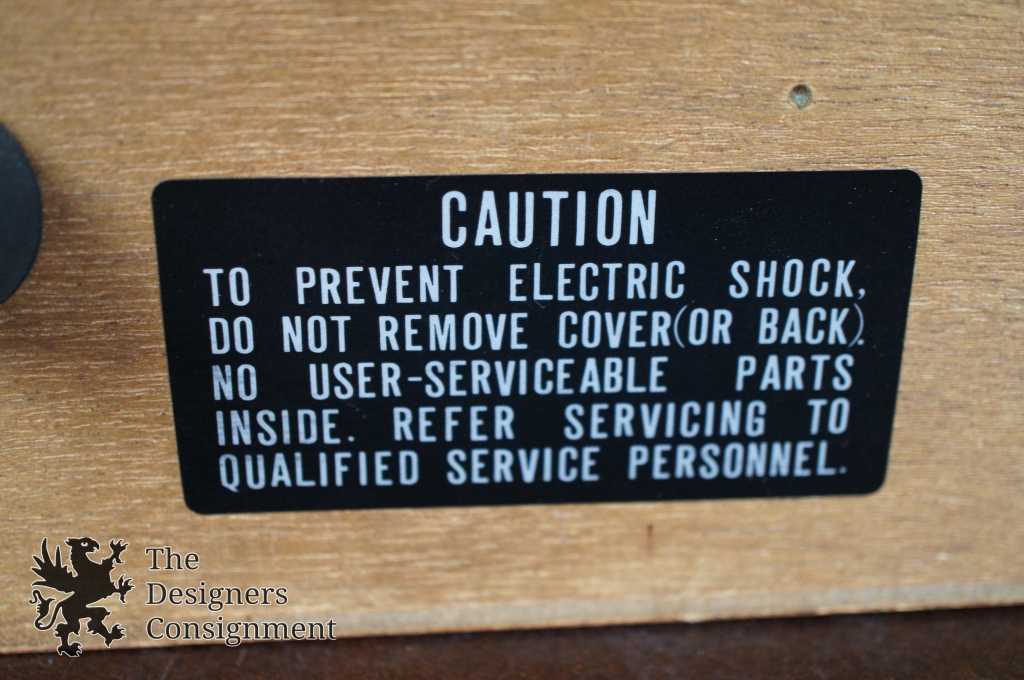 CAUTION
TO PREVENT ELECTRIC SHOCK,
DO NOT REMOVE COVER(OR BACK).
NO USER-SERVICEABLE PARTS
INSIDE. REFER SERVICING TO
QUALIFIED SERVICE PERSONNEL.
The
Designers
Consignment